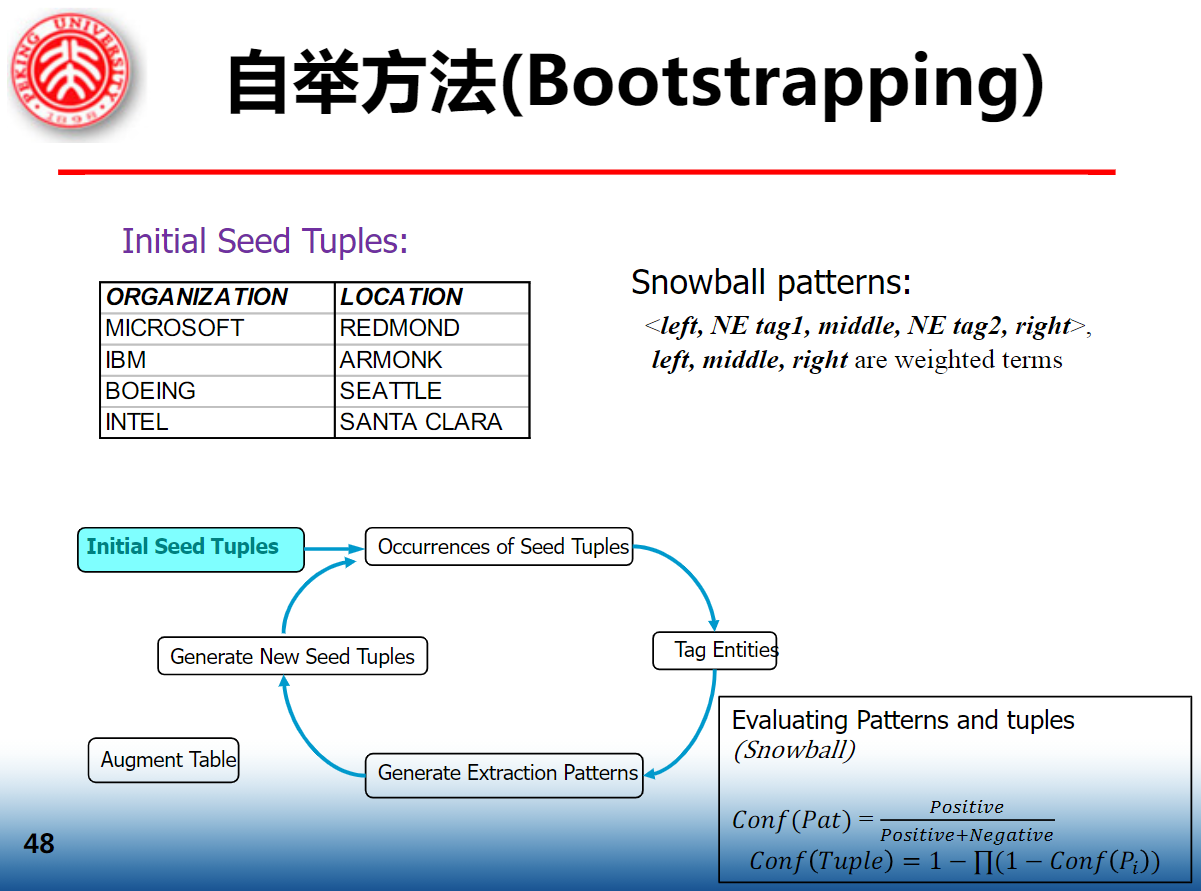 PEKING UNIVERSITY
1898
自举方法(Bootstrapping)
Initial Seed Tuples:
ORGANIZATION LOCATION
MICROSOFT REDMOND
IBM ARMONK
BOEING SEATTLE
INTEL SANTA CLARA
Snowball patterns:
<left, NE tag1, middle, NE tag2, right>,
left, middle, right are weighted terms
Initial Seed Tuples
Occurrences of Seed Tuples
Tag Entities
Generate Extraction Patterns
Generate New Seed Tuples
Augment Table
Evaluating Patterns and tuples
(Snowball)
Conf(Pat) = Positive / Positive+Negative
Conf(Tuple) = 1 − ∏(1 − Conf(Pᵢ))
48